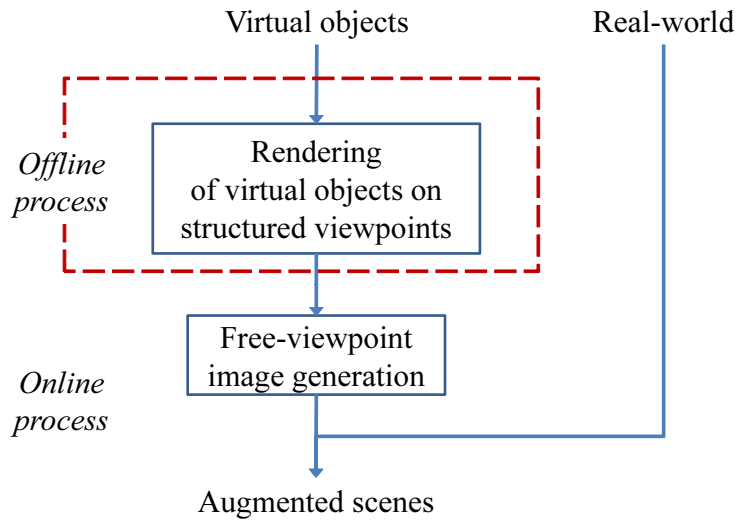 Virtual objects
Real-world
Offline
process
Rendering
of virtual objects on
structured viewpoints
Free-viewpoint
image generation
Online
process
Augmented scenes